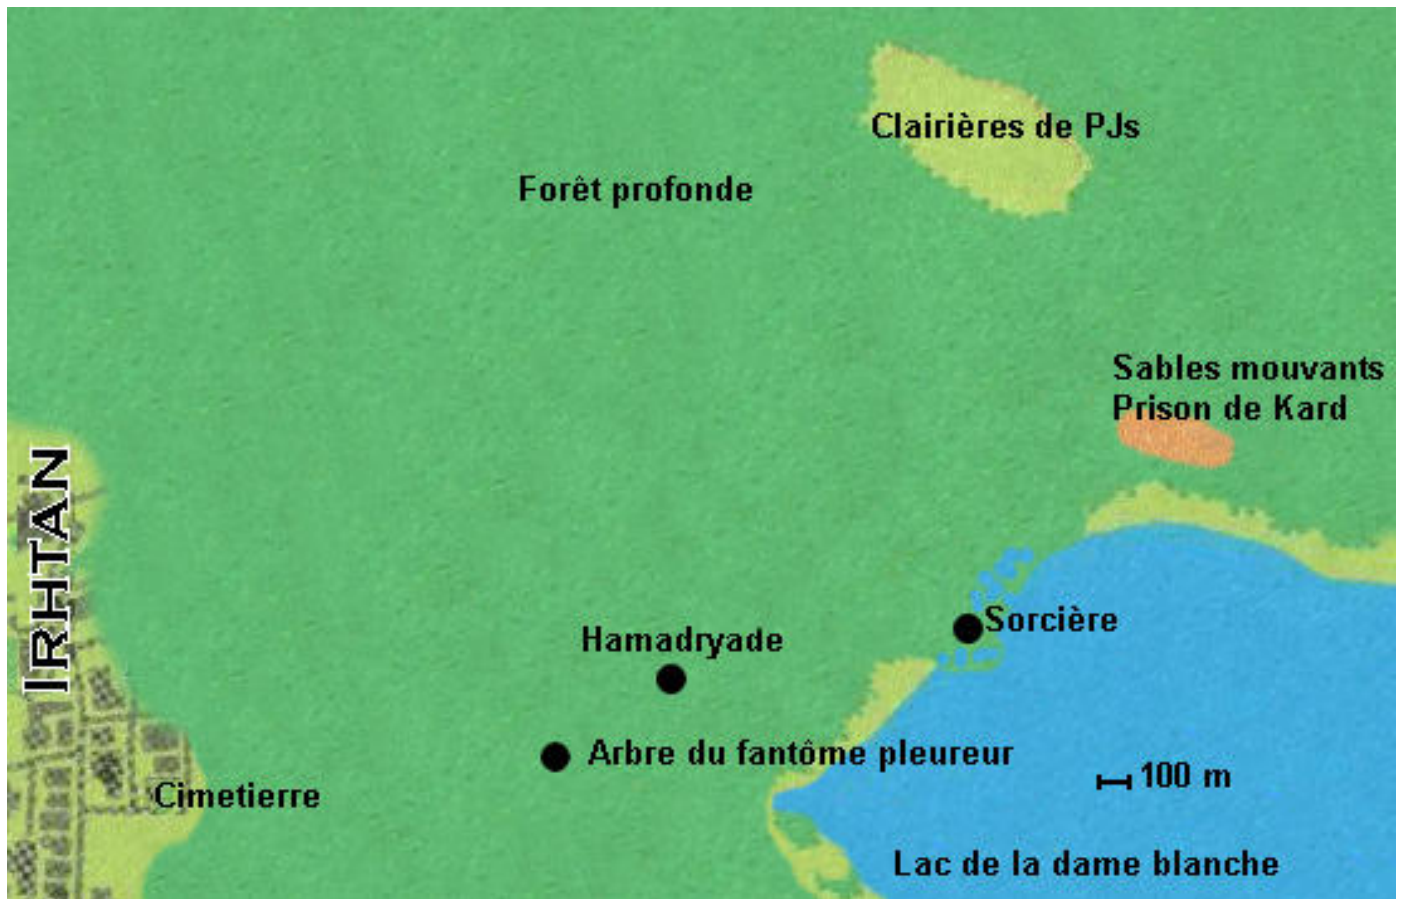 Clairières de PJs
Forêt profonde
Sables mouvants
Prison de Kard
IRHTAN
Sorcière
Hamadryade
Arbre du fantôme pleureur
100 m
Cimetierre
Lac de la dame blanche